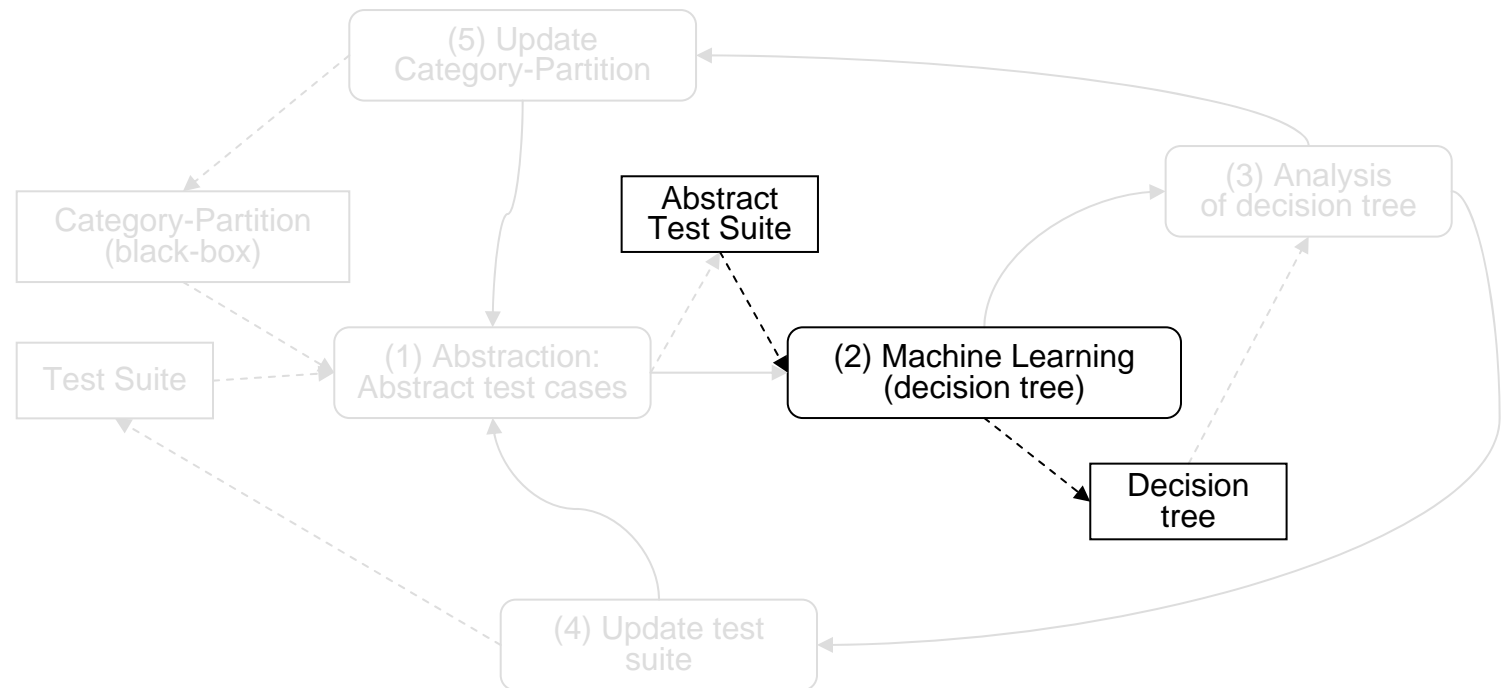 (5) Update
Category-Partition
(3) Analysis
of decision tree
Abstract
Test Suite
Category-Partition
(black-box)
(1) Abstraction:
Abstract test cases
(2) Machine Learning
(decision tree)
Test Suite
Decision
tree
(4) Update test
suite